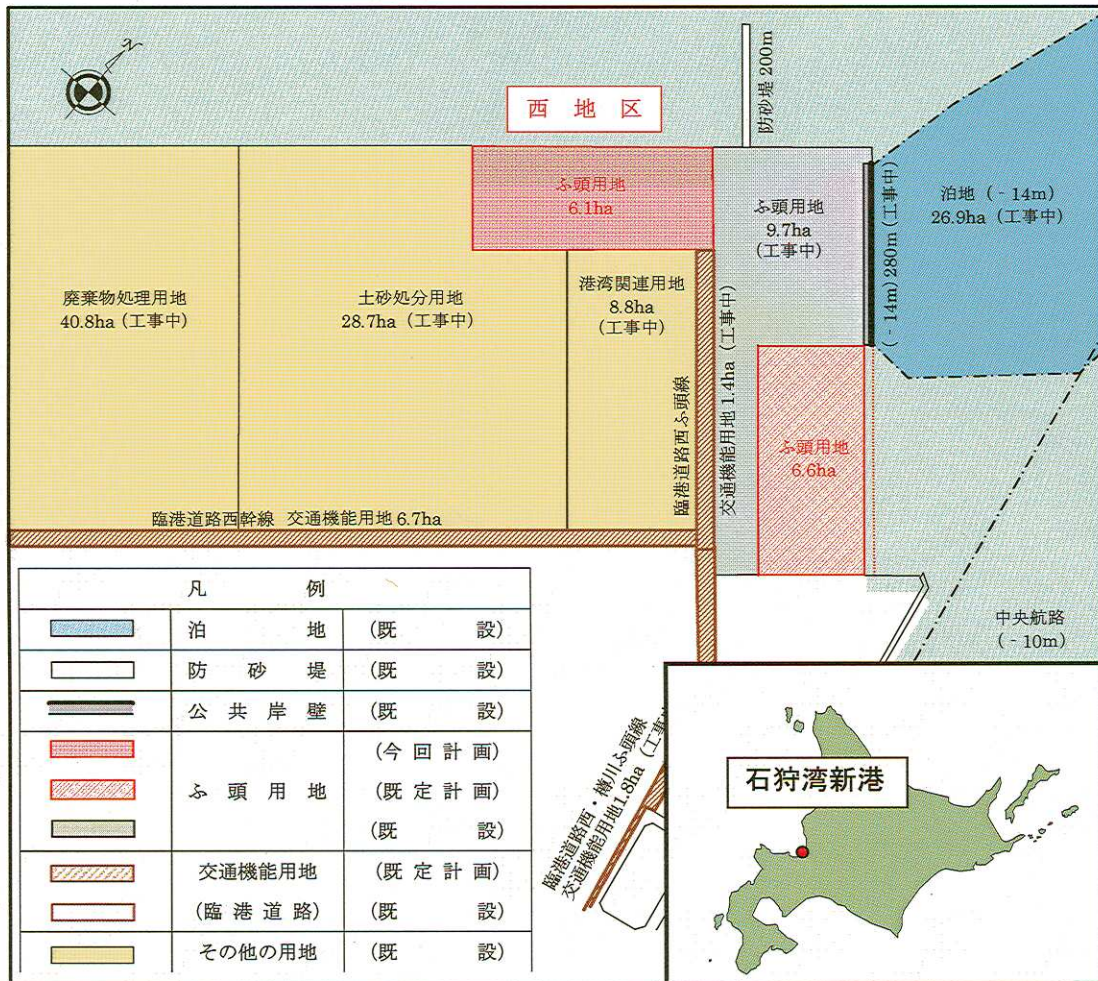 N
西地区
防砂堤 200m
ふ頭用地
6.1ha
ふ頭用地
9.7ha
(工事中)
(-14m) 280m (工事中)
泊地 (-14m)
26.9ha (工事中)
廃棄物処理用地
40.8ha (工事中)
土砂処分用地
28.7ha (工事中)
港湾関連用地
8.8ha
(工事中)
臨港道路西ふ頭線
交通機能用地 1.4ha (工事中)
ふ頭用地
6.6ha
臨港道路西幹線 交通機能用地 6.7ha
中央航路
(-10m)
臨港道路西・樽川ふ頭線
交通機能用地1.8ha (工事
凡例
泊地 (既設)
防砂堤 (既設)
公共岸壁 (既設)
(今回計画)
ふ頭用地 (既定計画)
(既設)
交通機能用地 (既定計画)
(臨港道路) (既設)
その他の用地 (既設)
石狩湾新港